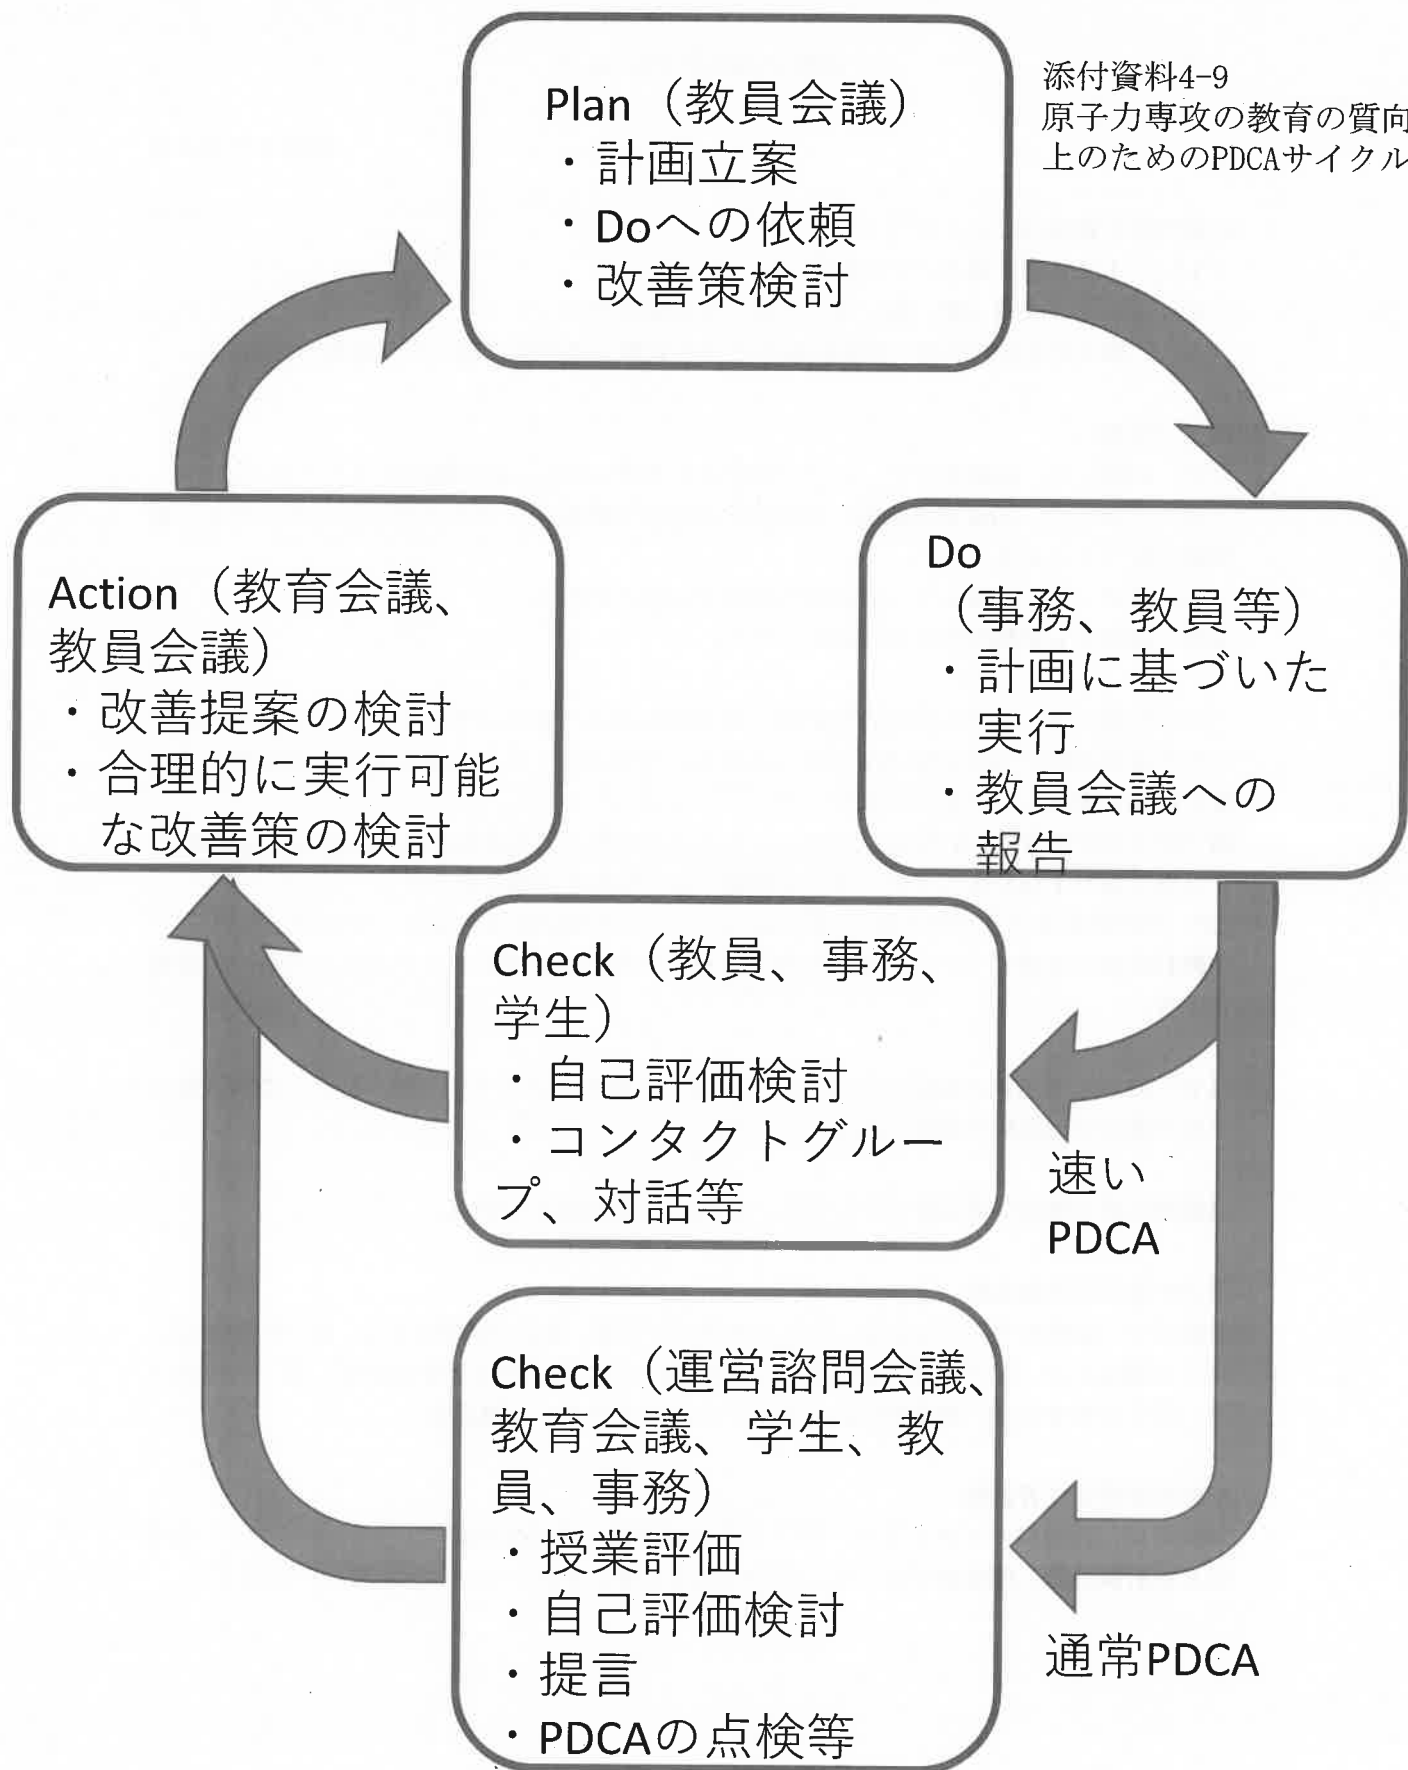 添付資料4-9
原子力専攻の教育の質向
上のためのPDCAサイクル
Plan（教員会議）
・計画立案
・Doへの依頼
・改善策検討
Do
（事務、教員等）
・計画に基づいた
実行
・教員会議への
報告
Action（教育会議、
教員会議）
・改善提案の検討
・合理的に実行可能
な改善策の検討
Check（教員、事務、
学生）
・自己評価検討
・コンタクトグルー
プ、対話等
速い
PDCA
Check（運営諮問会議、
教育会議、学生、教
員、事務）
・授業評価
・自己評価検討
・提言
・PDCAの点検等
通常PDCA